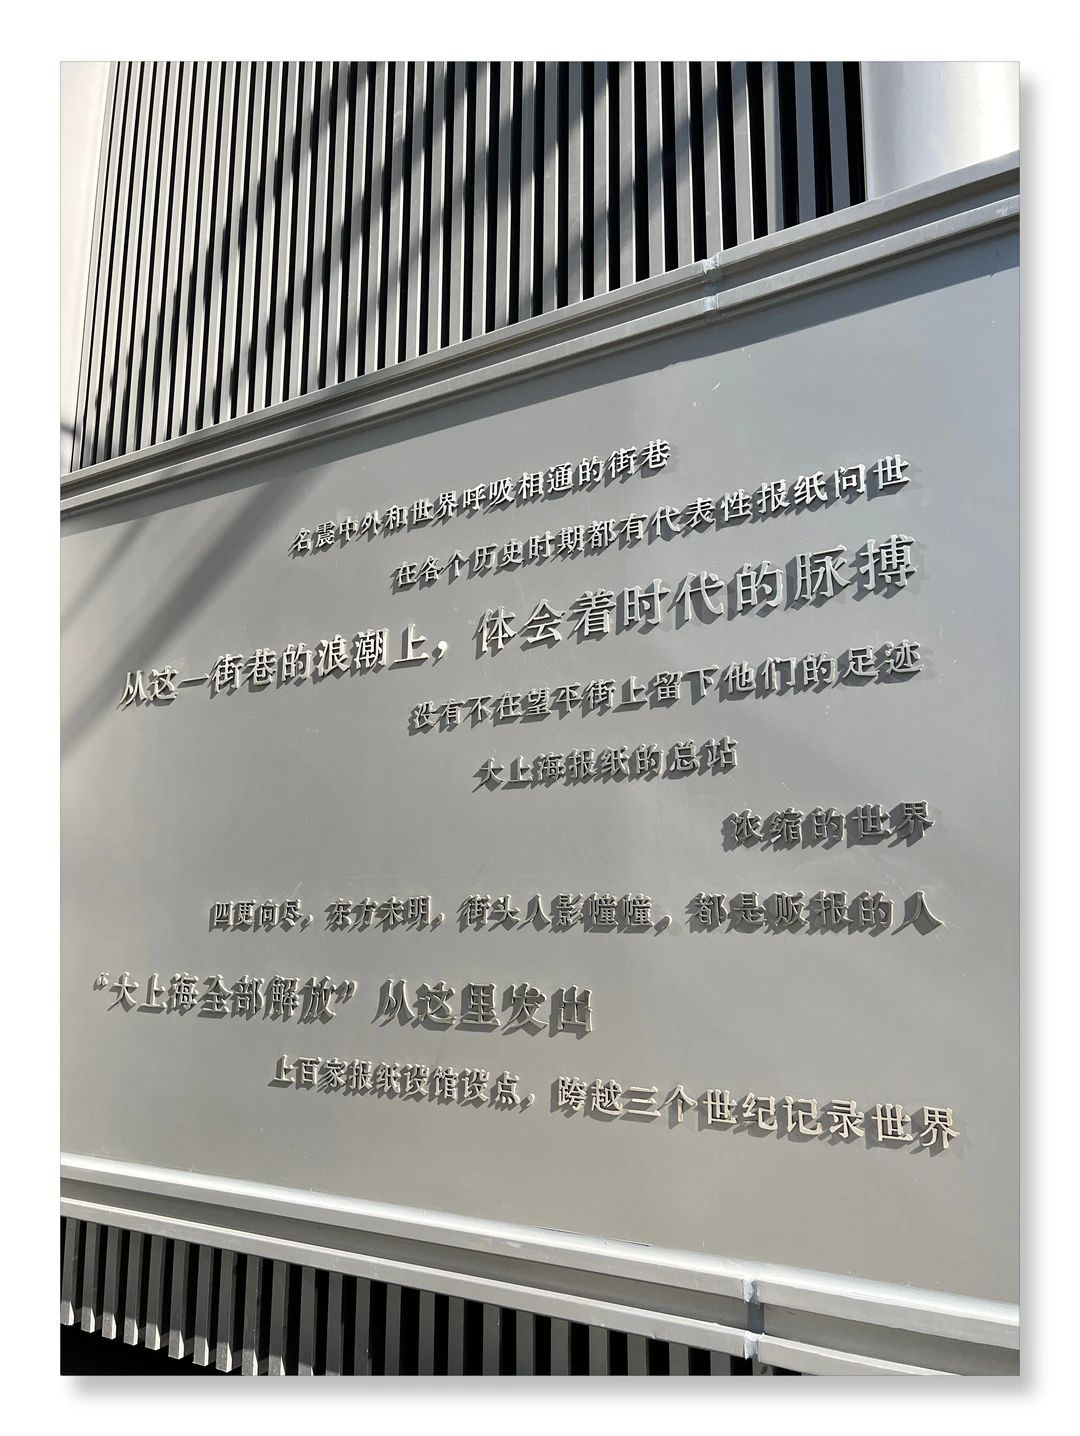 名震中外和世界呼吸相通的街巷
在各个历史时期都有代表性报纸问世
从这一街巷的浪潮上，体会着时代的脉搏
没有不在望平街上留下他们的足迹
大上海报纸的总站
浓缩的世界
四更向尽，东方未明，街头人影幢幢，都是贩报的人
“大上海全部解放”从这里发出
上百家报纸设馆设点，跨越三个世纪记录世界